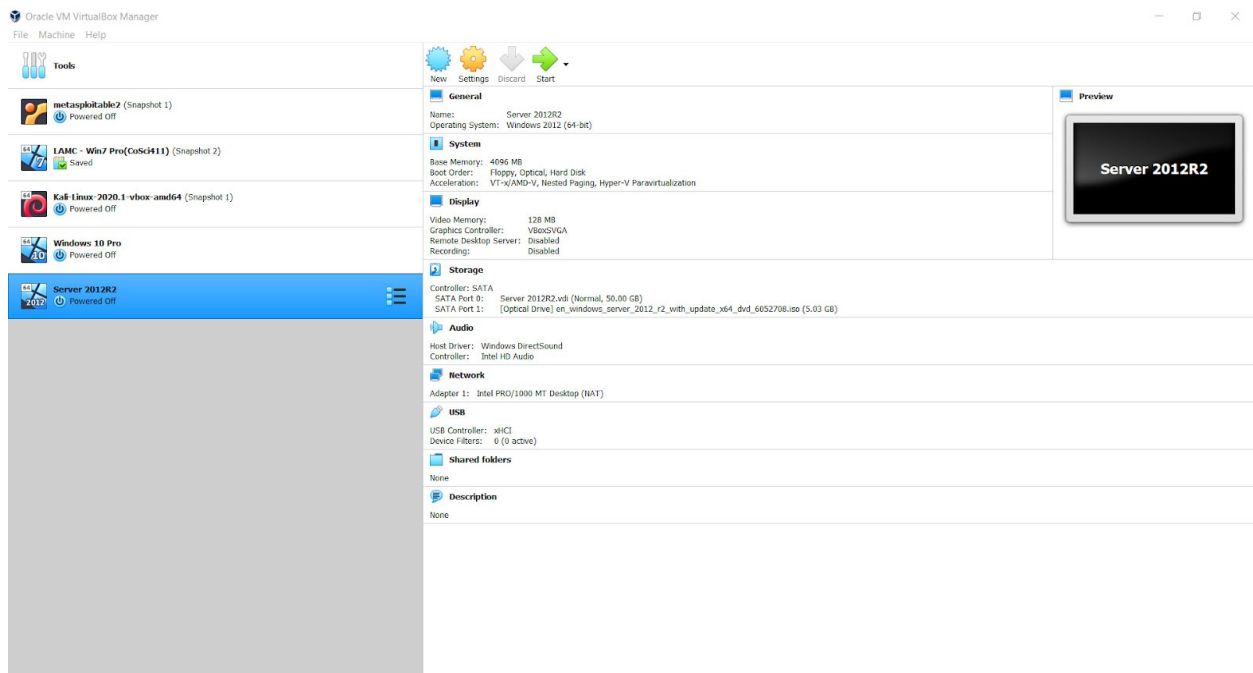 Oracle VM VirtualBox Manager
File Machine Help
Tools
metasploitable2 (Snapshot 1)
Powered Off
64
7
LAMC - Win7 Pro(CoSci411) (Snapshot 2)
Saved
64
Kali-Linux-2020.1-vbox-amd64 (Snapshot 1)
Powered Off
64
10
Windows 10 Pro
Powered Off
64
2012
Server 2012R2
Powered Off
New Settings Discard Start
General
Name: Server 2012R2
Operating System: Windows 2012 (64-bit)
System
Base Memory: 4096 MB
Boot Order: Floppy, Optical, Hard Disk
Acceleration: VT-x/AMD-V, Nested Paging, Hyper-V Paravirtualization
Display
Video Memory: 128 MB
Graphics Controller: VBoxSVGA
Remote Desktop Server: Disabled
Recording: Disabled
Storage
Controller: SATA
SATA Port 0: Server 2012R2.vdi (Normal, 50.00 GB)
SATA Port 1: [Optical Drive] en_windows_server_2012_r2_with_update_x64_dvd_6052708.iso (5.03 GB)
Audio
Host Driver: Windows DirectSound
Controller: Intel HD Audio
Network
Adapter 1: Intel PRO/1000 MT Desktop (NAT)
USB
USB Controller: xHCI
Device Filters: 0 (0 active)
Shared folders
None
Description
None
Preview
Server 2012R2